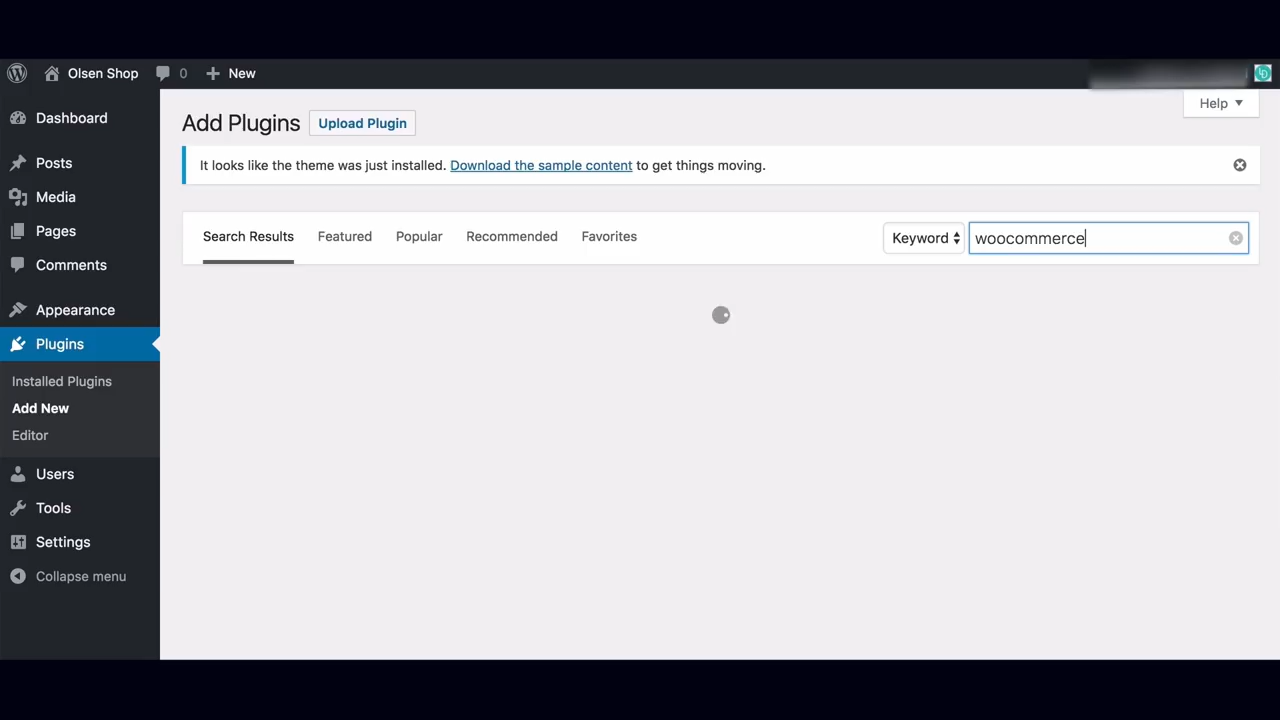 Olsen Shop 0 New
Help
Dashboard
Posts
Media
Pages
Comments
Appearance
Plugins
Installed Plugins
Add New
Editor
Users
Tools
Settings
Collapse menu
Add Plugins Upload Plugin
It looks like the theme was just installed. Download the sample content to get things moving.
Search Results Featured Popular Recommended Favorites Keyword woocommerce